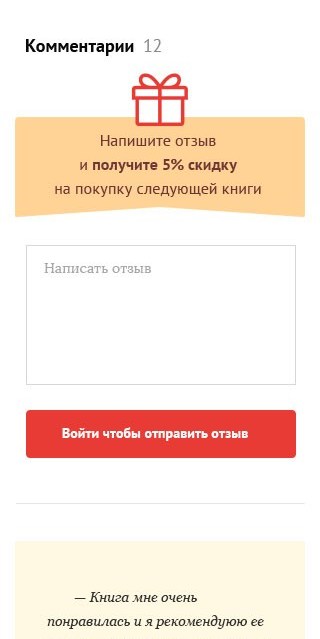 Комментарии 12
Напишите отзыв
и получите 5% скидку
на покупку следующей книги
Написать отзыв
Войти чтобы отправить отзыв
— Книга мне очень
понравилась и я рекомендуюю ее